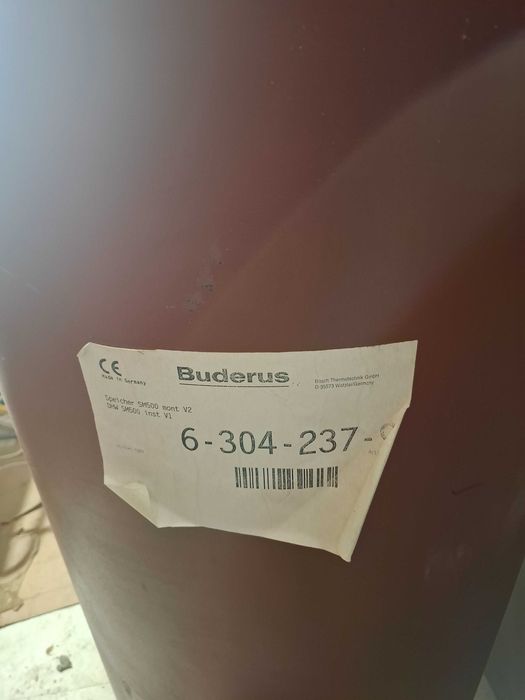 CE
Made in Germany
Buderus
Bosch Thermotechnik GmbH
D-35573 Wetzlar/Germany
Speicher SM500 mont V2
DHW SM500 inst V1
6-304-237-